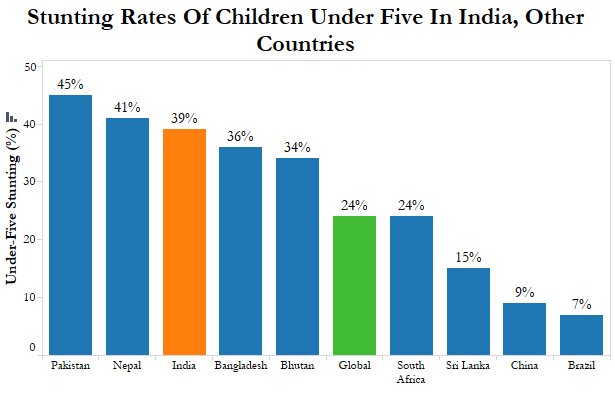 Stunting Rates Of Children Under Five In India, Other
Countries
Under-Five Stunting (%)
50
40
30
20
10
0
45%
41%
39%
36%
34%
24%
24%
15%
9%
7%
Pakistan
Nepal
India
Bangladesh
Bhutan
Global
South
Africa
Sri Lanka
China
Brazil